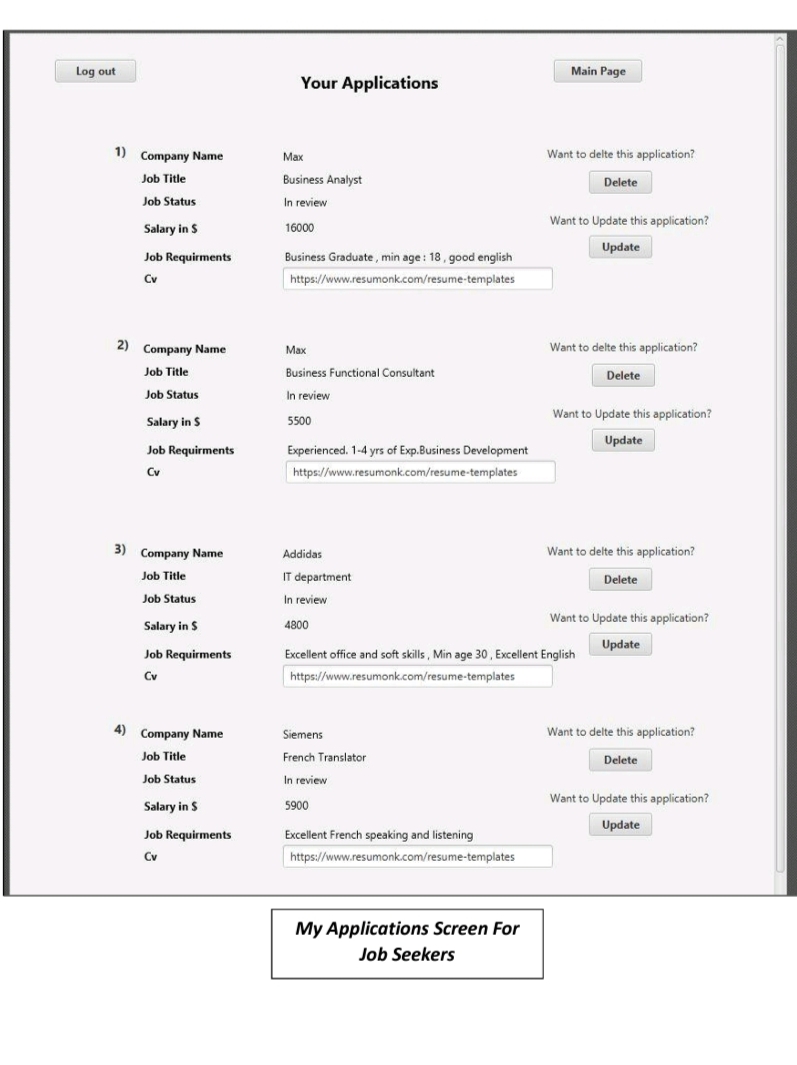 Log out
Your Applications
Main Page
1) Company Name Max Want to delte this application?
Job Title Business Analyst Delete
Job Status In review
Salary in $ 16000 Want to Update this application?
Update
Job Requirments Business Graduate , min age : 18 , good english
Cv https://www.resumonk.com/resume-templates
2) Company Name Max Want to delte this application?
Job Title Business Functional Consultant Delete
Job Status In review
Salary in $ 5500 Want to Update this application?
Update
Job Requirments Experienced. 1-4 yrs of Exp.Business Development
Cv https://www.resumonk.com/resume-templates
3) Company Name Addidas Want to delte this application?
Job Title IT department Delete
Job Status In review
Salary in $ 4800 Want to Update this application?
Update
Job Requirments Excellent office and soft skills , Min age 30 , Excellent English
Cv https://www.resumonk.com/resume-templates
4) Company Name Siemens Want to delte this application?
Job Title French Translator Delete
Job Status In review
Salary in $ 5900 Want to Update this application?
Update
Job Requirments Excellent French speaking and listening
Cv https://www.resumonk.com/resume-templates
My Applications Screen For
Job Seekers